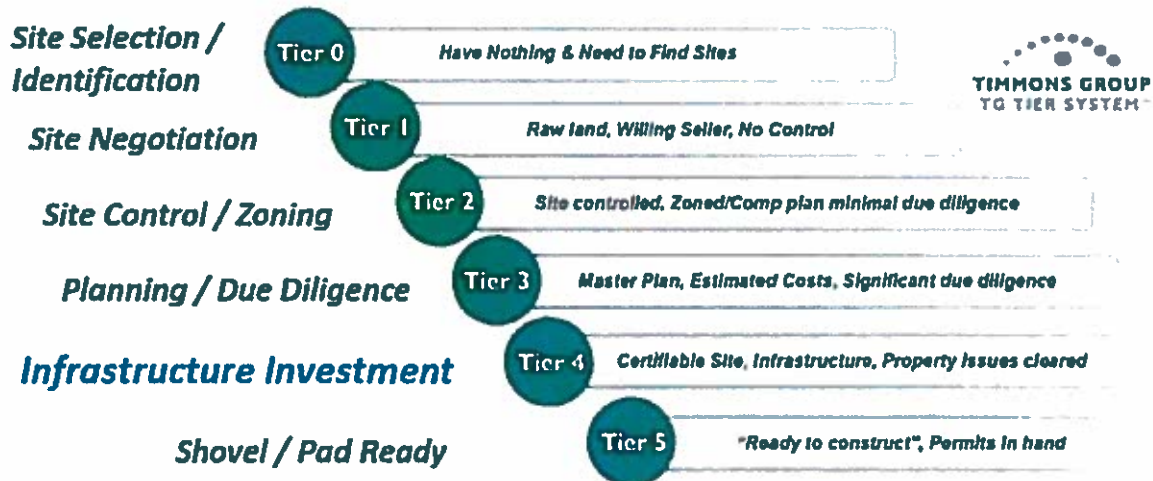 Site Selection /
Identification
Tier 0
Have Nothing & Need to Find Sites
TIMMONS GROUP
TG TIER SYSTEM™
Site Negotiation
Tier 1
Raw land, Willing Seller, No Control
Site Control / Zoning
Tier 2
Site controlled, Zoned/Comp plan minimal due diligence
Planning / Due Diligence
Tier 3
Master Plan, Estimated Costs, Significant due diligence
Infrastructure Investment
Tier 4
Certifiable Site, Infrastructure, Property issues cleared
Shovel / Pad Ready
Tier 5
"Ready to construct", Permits in hand